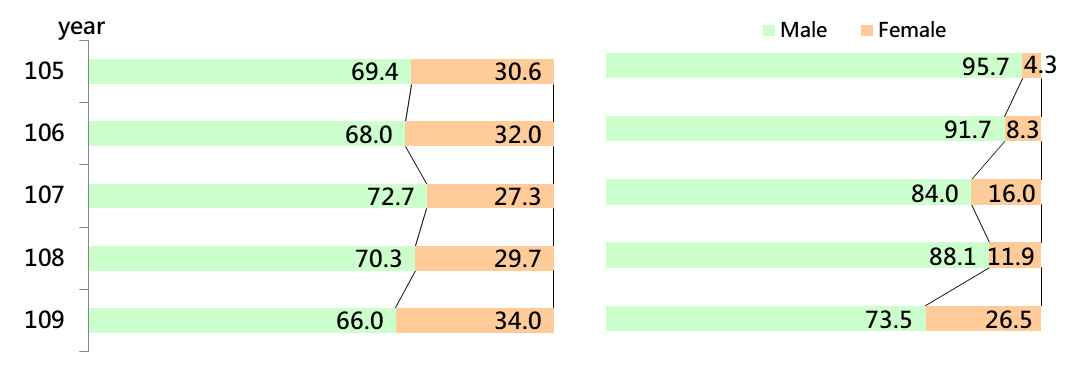 year
Male Female
105 69.4 30.6 95.7 4.3
106 68.0 32.0 91.7 8.3
107 72.7 27.3 84.0 16.0
108 70.3 29.7 88.1 11.9
109 66.0 34.0 73.5 26.5